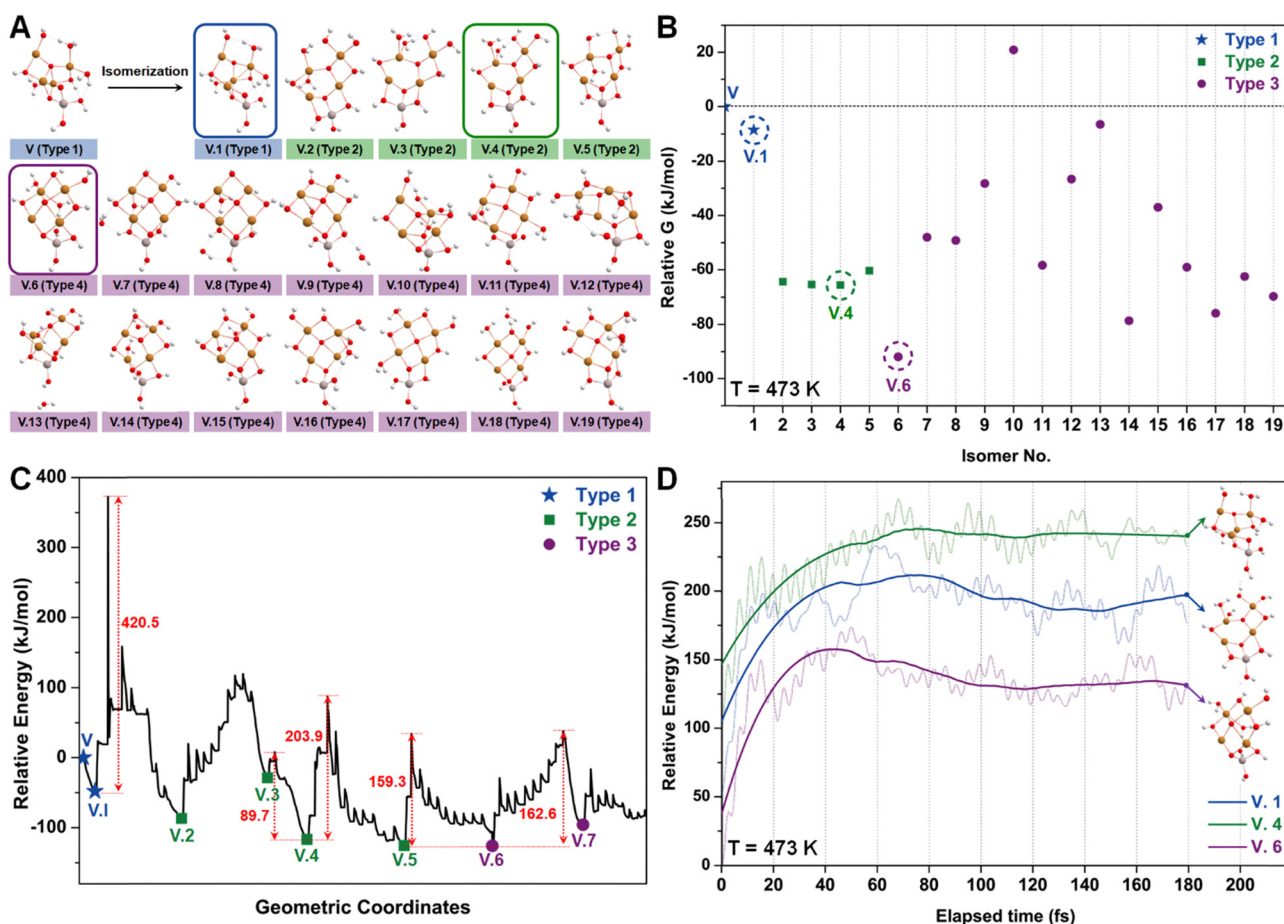 A
Isomerization
V (Type 1) V.1 (Type 1) V.2 (Type 2) V.3 (Type 2) V.4 (Type 2) V.5 (Type 2)
V.6 (Type 4) V.7 (Type 4) V.8 (Type 4) V.9 (Type 4) V.10 (Type 4) V.11 (Type 4) V.12 (Type 4)
V.13 (Type 4) V.14 (Type 4) V.15 (Type 4) V.16 (Type 4) V.17 (Type 4) V.18 (Type 4) V.19 (Type 4)
B
Relative G (kJ/mol)
20
0
-20
-40
-60
-80
-100
Type 1
Type 2
Type 3
V
V.1
V.4
V.6
T = 473 K
1 2 3 4 5 6 7 8 9 10 11 12 13 14 15 16 17 18 19
Isomer No.
C
Relative Energy (kJ/mol)
400
300
200
100
0
-100
Type 1
Type 2
Type 3
420.5
203.9
159.3
162.6
89.7
V
V.I
V.2
V.3
V.4
V.5
V.6
V.7
Geometric Coordinates
D
Relative Energy (kJ/mol)
250
200
150
100
50
0
T = 473 K
V. 1
V. 4
V. 6
0 20 40 60 80 100 120 140 160 180 200
Elapsed time (fs)